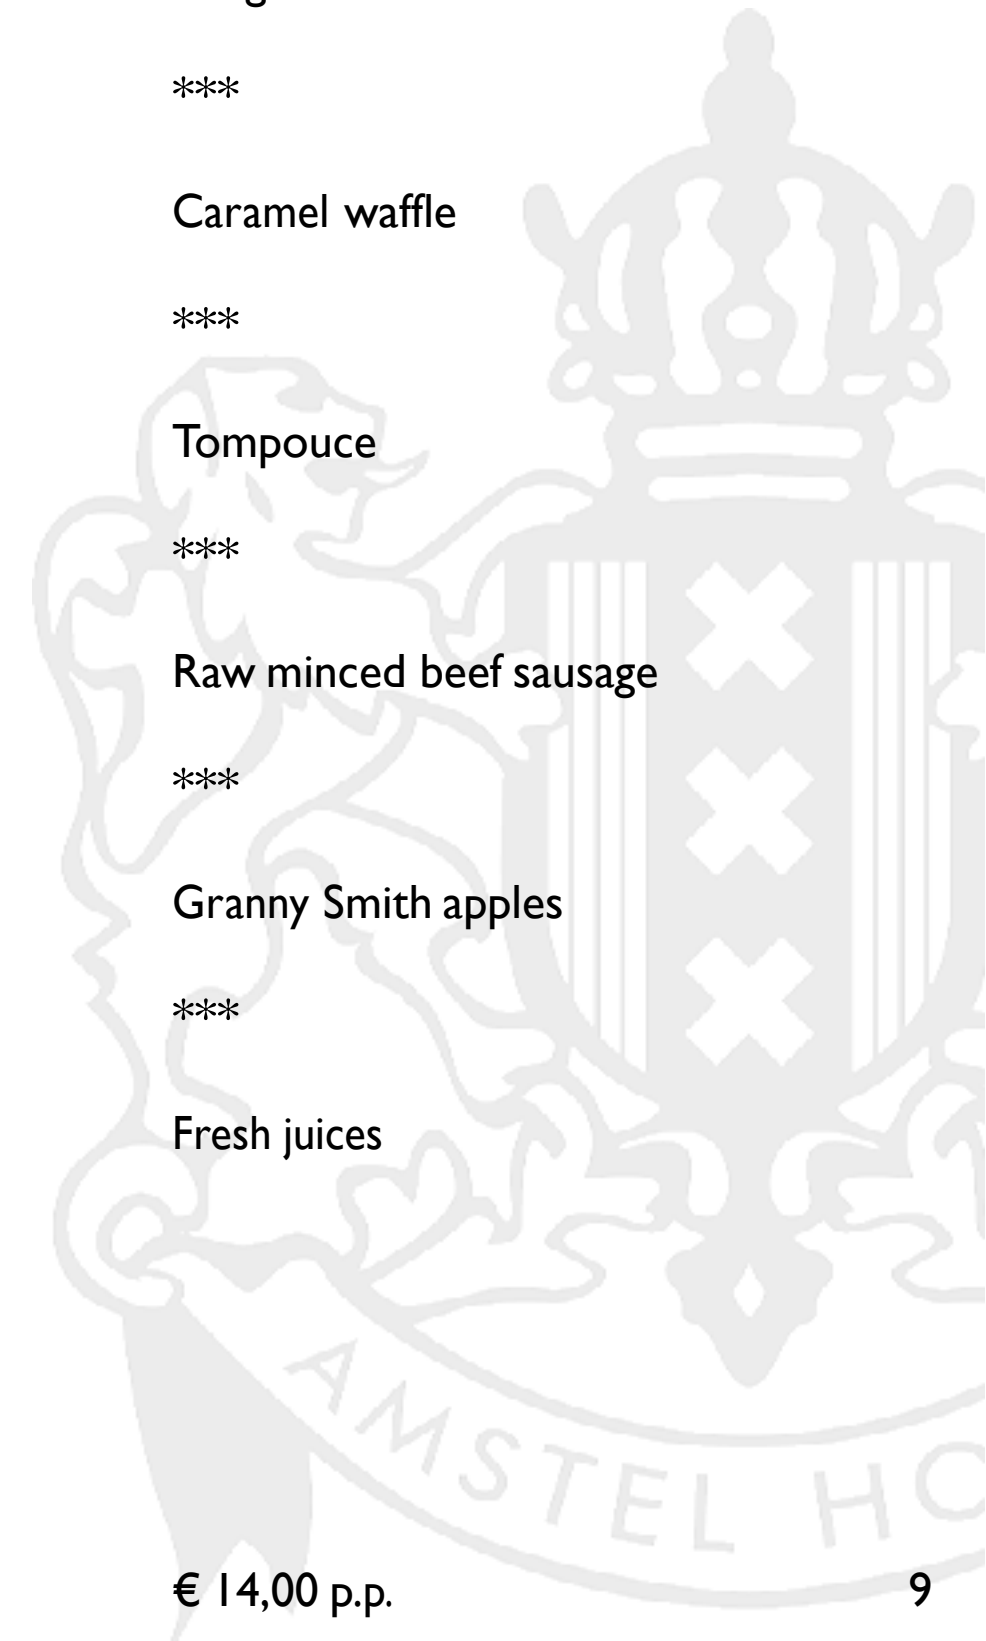 ***
Caramel waffle
***
Tompouce
***
Raw minced beef sausage
***
Granny Smith apples
***
Fresh juices
AMSTEL HO
€ 14,00 p.p.
9